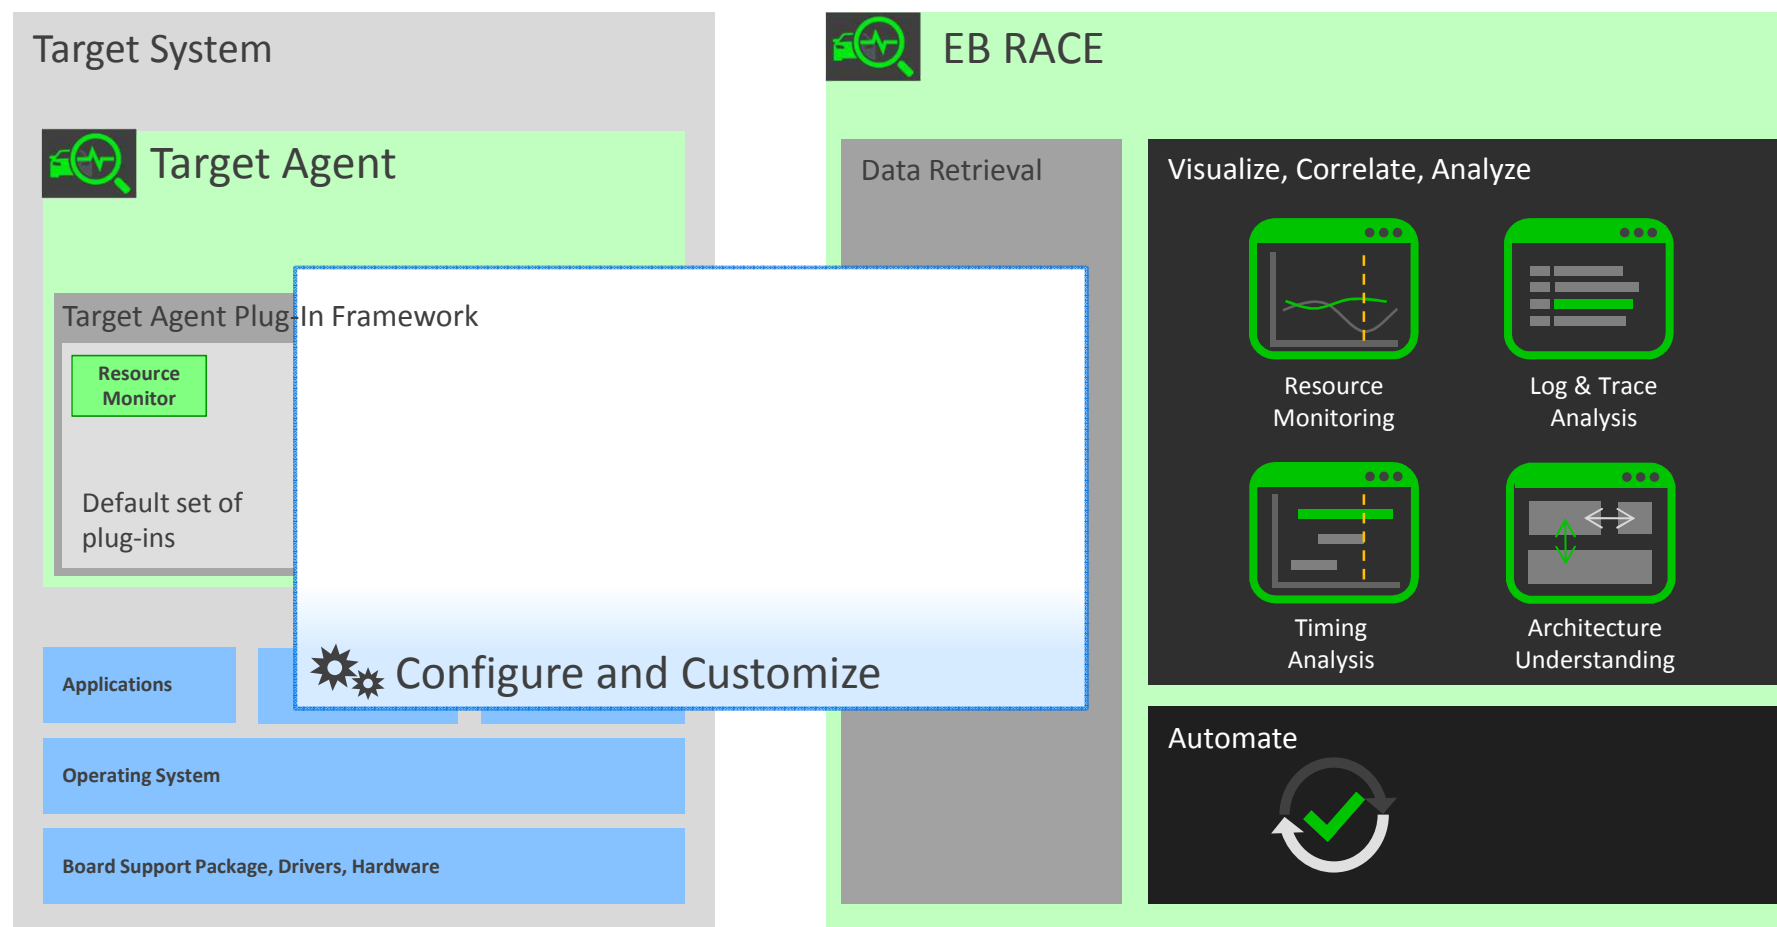 Target System
Target Agent
Target Agent Plug-In Framework
Resource
Monitor
Default set of
plug-ins
Applications
Operating System
Board Support Package, Drivers, Hardware
Configure and Customize
EB RACE
Data Retrieval
Visualize, Correlate, Analyze
Resource
Monitoring
Log & Trace
Analysis
Timing
Analysis
Architecture
Understanding
Automate